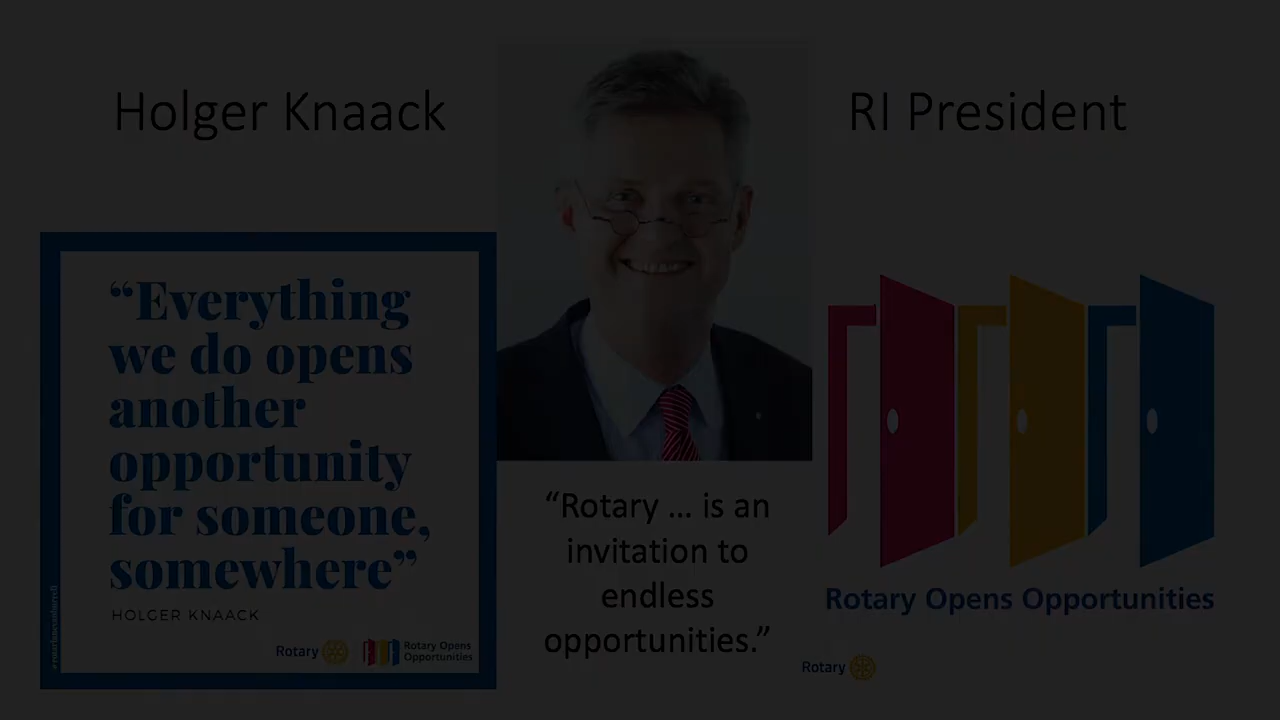 Holger Knaack
RI President
“Everything
we do opens
another
opportunity
for someone,
somewhere”
HOLGER KNAACK
Rotary
Rotary Opens
Opportunities
“Rotary ... is an
invitation to
endless
opportunities.”
Rotary Opens Opportunities
Rotary